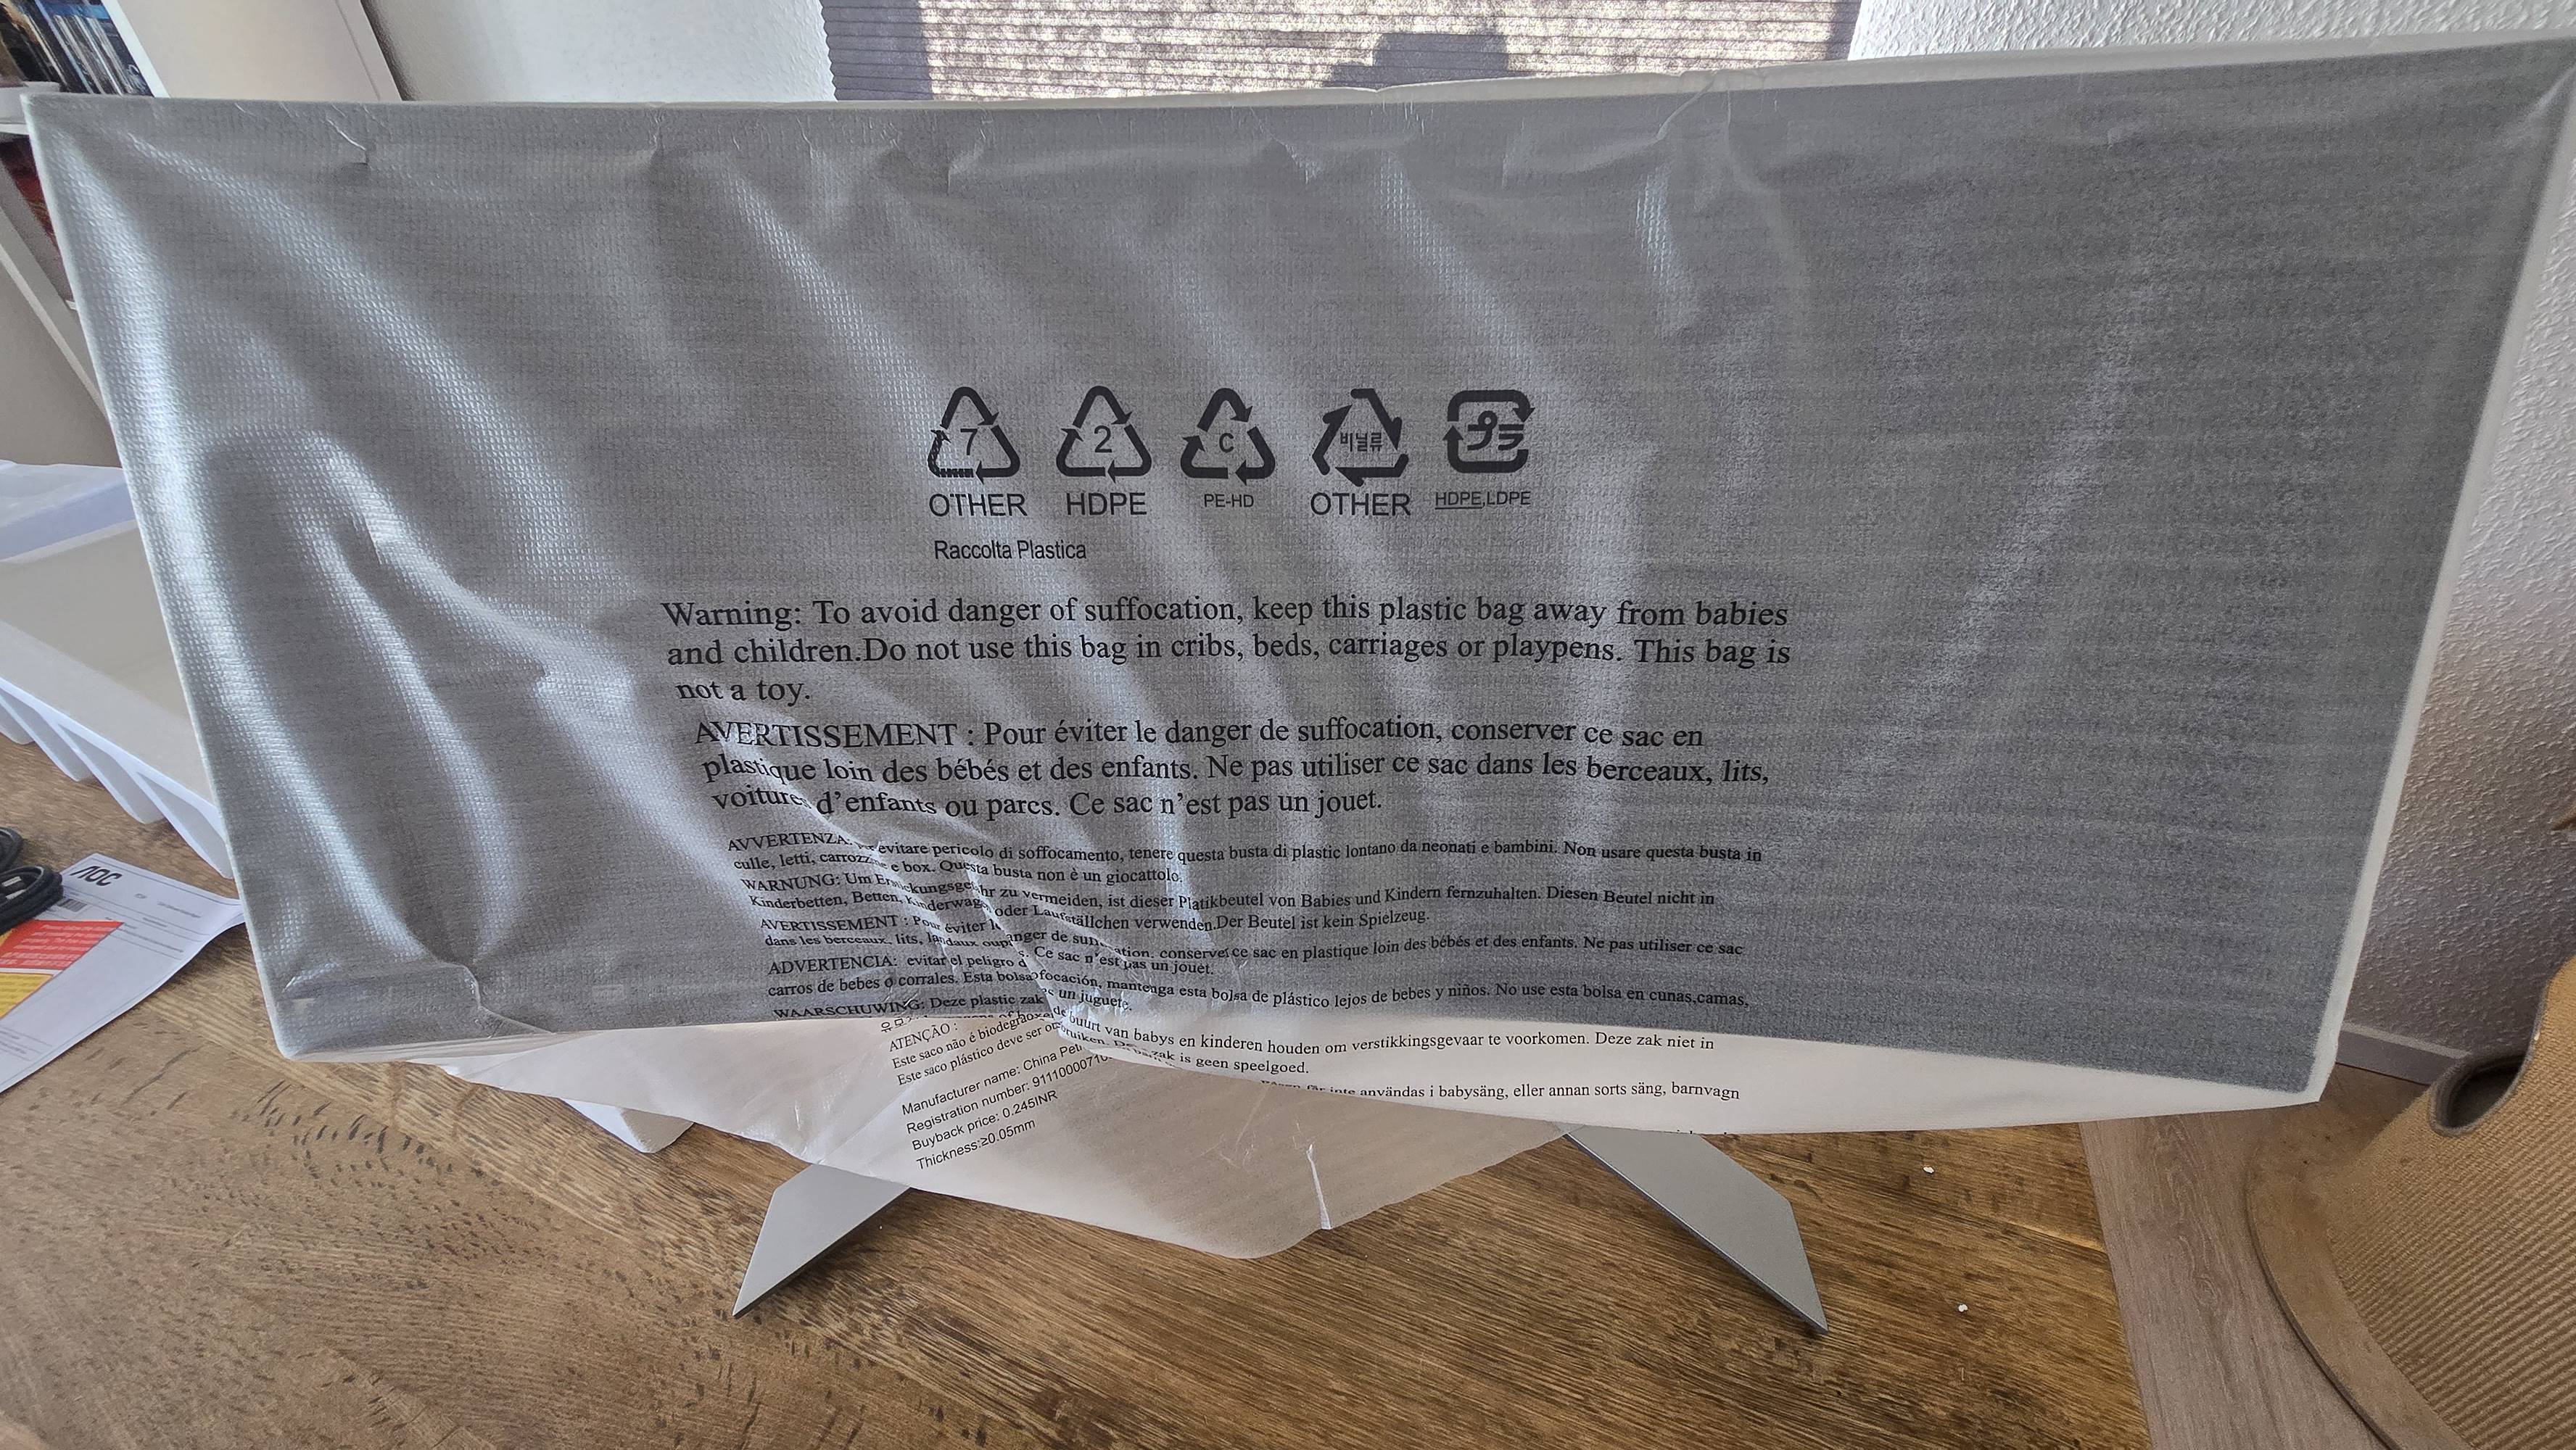 7
2
C
비닐류
プラ
OTHER
HDPE
PE-HD
OTHER
HDPE,LDPE
Raccolta Plastica
Warning: To avoid danger of suffocation, keep this plastic bag away from babies
and children.Do not use this bag in cribs, beds, carriages or playpens. This bag is
not a toy.
AVERTISSEMENT : Pour éviter le danger de suffocation, conserver ce sac en
plastique loin des bébés et des enfants. Ne pas utiliser ce sac dans les berceaux, lits,
voitures d'enfants ou parcs. Ce sac n'est pas un jouet.
AVVERTENZA: evitare pericolo di soffocamento, tenere questa busta di plastic lontano da neonati e bambini. Non usare questa busta in
culle, letti, e box. Questa busta non è un giocattolo.
WARNUNG: Um zu vermeiden, ist dieser Platikbeutel von Babies und Kindern fernzuhalten. Diesen Beutel nicht in
Kinderbetten, Betten, oder Laufställchen verwenden.Der Beutel ist kein Spielzeug.
AVERTISSEMENT : Pour éviter conserver ce sac en plastique loin des bébés et des enfants. Ne pas utiliser ce sac
dans les berceaux, lits, landaux Ce sac n'est pas un jouet.
ADVERTENCIA: evitar el peligro mantenga esta bolsa de plástico lejos de bebes y niños. No use esta bolsa en cunas,camas,
carros de bebes o corrales. Esta bolsa un juguete.
WAARSCHUWING: Deze plastic zak buurt van babys en kinderen houden om verstikkingsgevaar te voorkomen. Deze zak niet in
zak is geen speelgoed.
inte användas i babysäng, eller annan sorts säng, barnvagn
ATENÇÃO :
Este saco não é
Este saco plástico deve ser
Manufacturer name: China
Registration number:
Buyback price: 0.245INR
Thickness:≥0.05mm
AOC